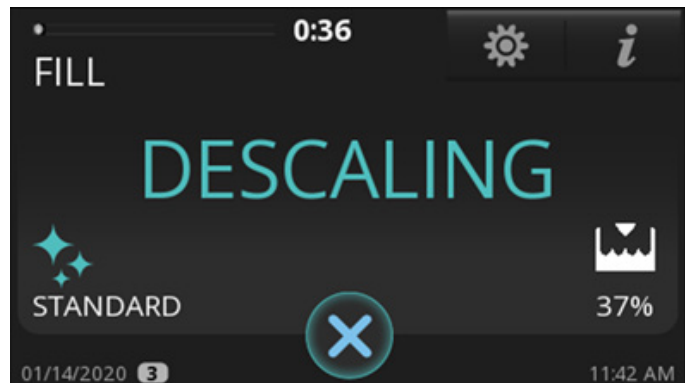 0:36
FILL
i
DESCALING
STANDARD
37%
01/14/2020 3
11:42 AM